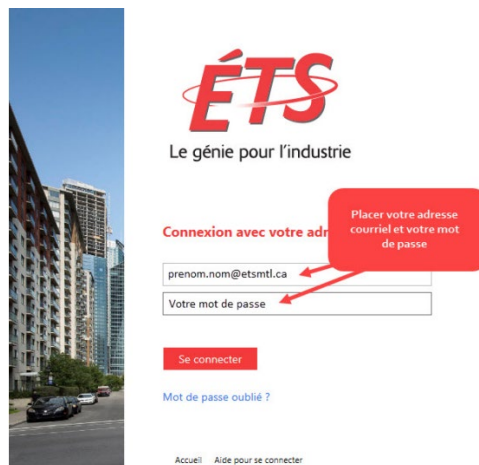 ÉTS
Le génie pour l'industrie
Connexion avec votre adr
Placer votre adresse
courriel et votre mot
de passe
prenom.nom@etsmtl.ca
Votre mot de passe
Se connecter
Mot de passe oublié ?
Accueil Aide pour se connecter